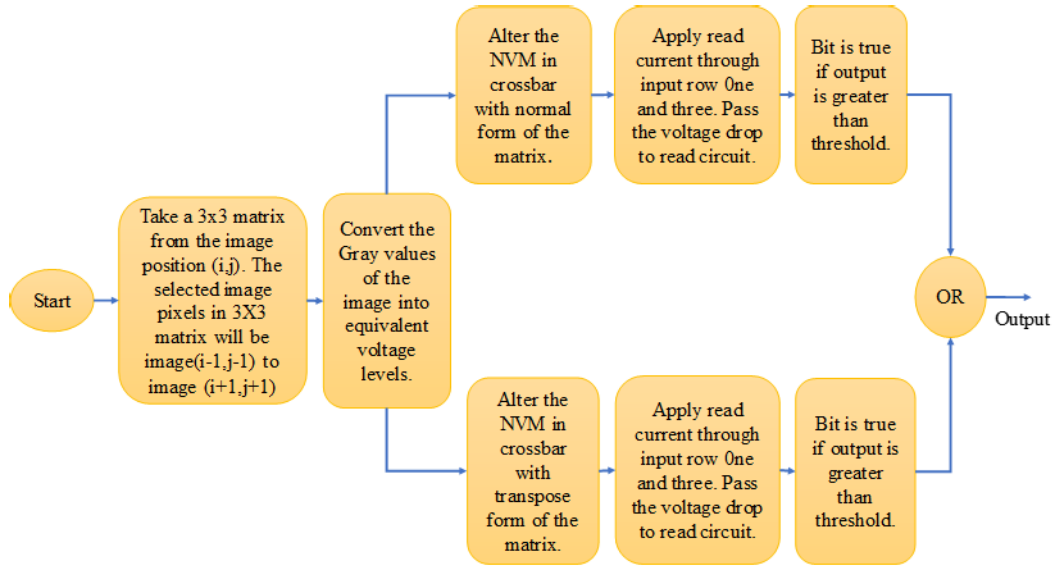 Start
Take a 3x3 matrix
from the image
position (i,j). The
selected image
pixels in 3X3
matrix will be
image(i-1,j-1) to
image (i+1,j+1)
Convert the
Gray values
of the
image into
equivalent
voltage
levels.
Alter the
NVM in
crossbar
with normal
form of the
matrix.
Apply read
current through
input row 0ne
and three. Pass
the voltage drop
to read circuit.
Bit is true
if output
is greater
than
threshold.
Alter the
NVM in
crossbar
with
transpose
form of the
matrix.
Apply read
current through
input row 0ne
and three. Pass
the voltage drop
to read circuit.
Bit is true
if output is
greater
than
threshold.
OR
Output